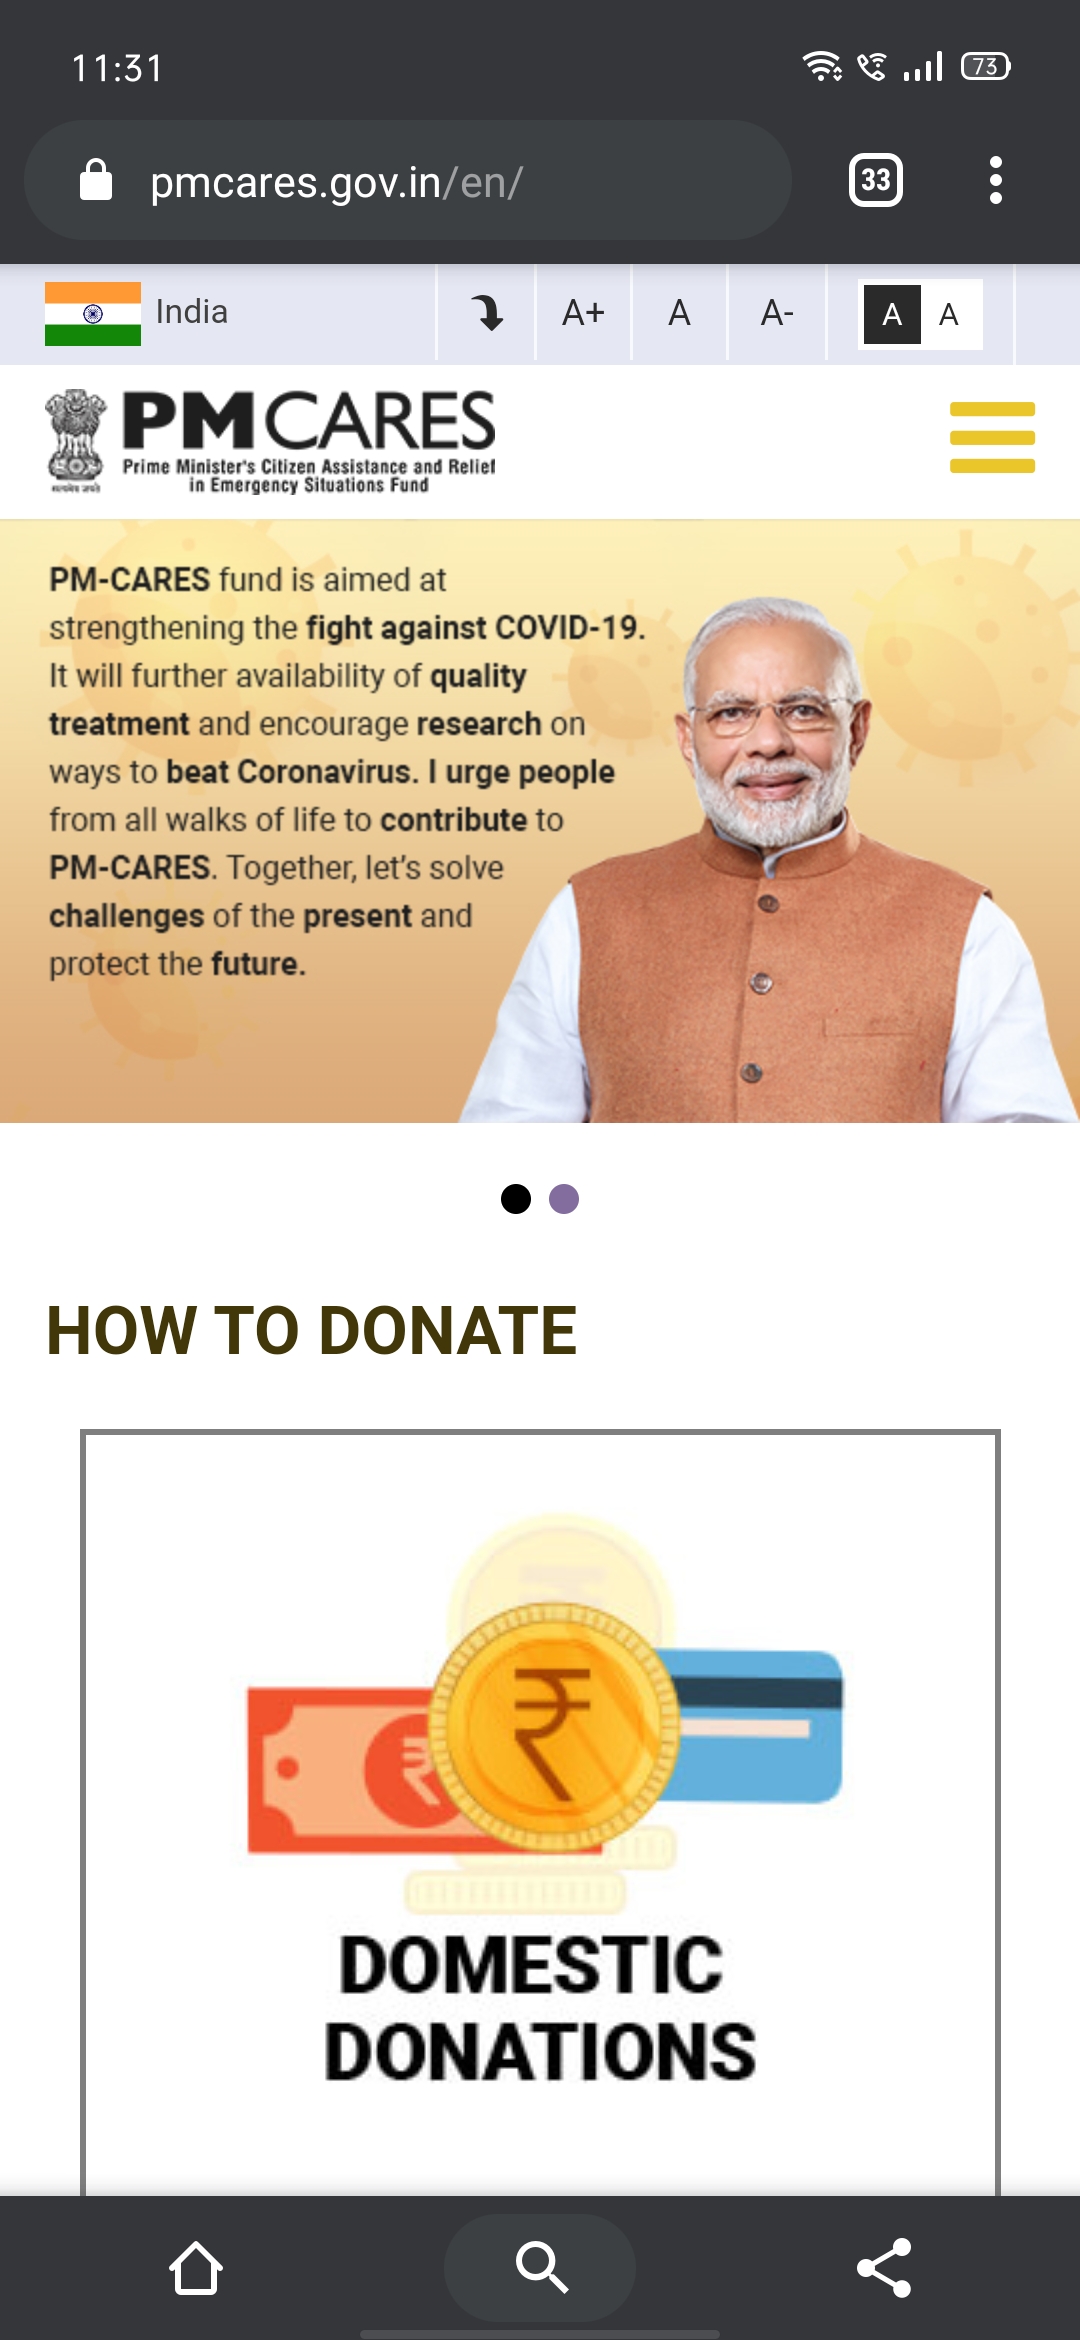 11:31
73
pmcares.gov.in/en/
33
India
A+
A
A-
A
A
PM CARES
Prime Minister's Citizen Assistance and Relief
in Emergency Situations Fund
PM-CARES fund is aimed at
strengthening the fight against COVID-19.
It will further availability of quality
treatment and encourage research on
ways to beat Coronavirus. I urge people
from all walks of life to contribute to
PM-CARES. Together, let's solve
challenges of the present and
protect the future.
HOW TO DONATE
₹
₹
DOMESTIC
DONATIONS